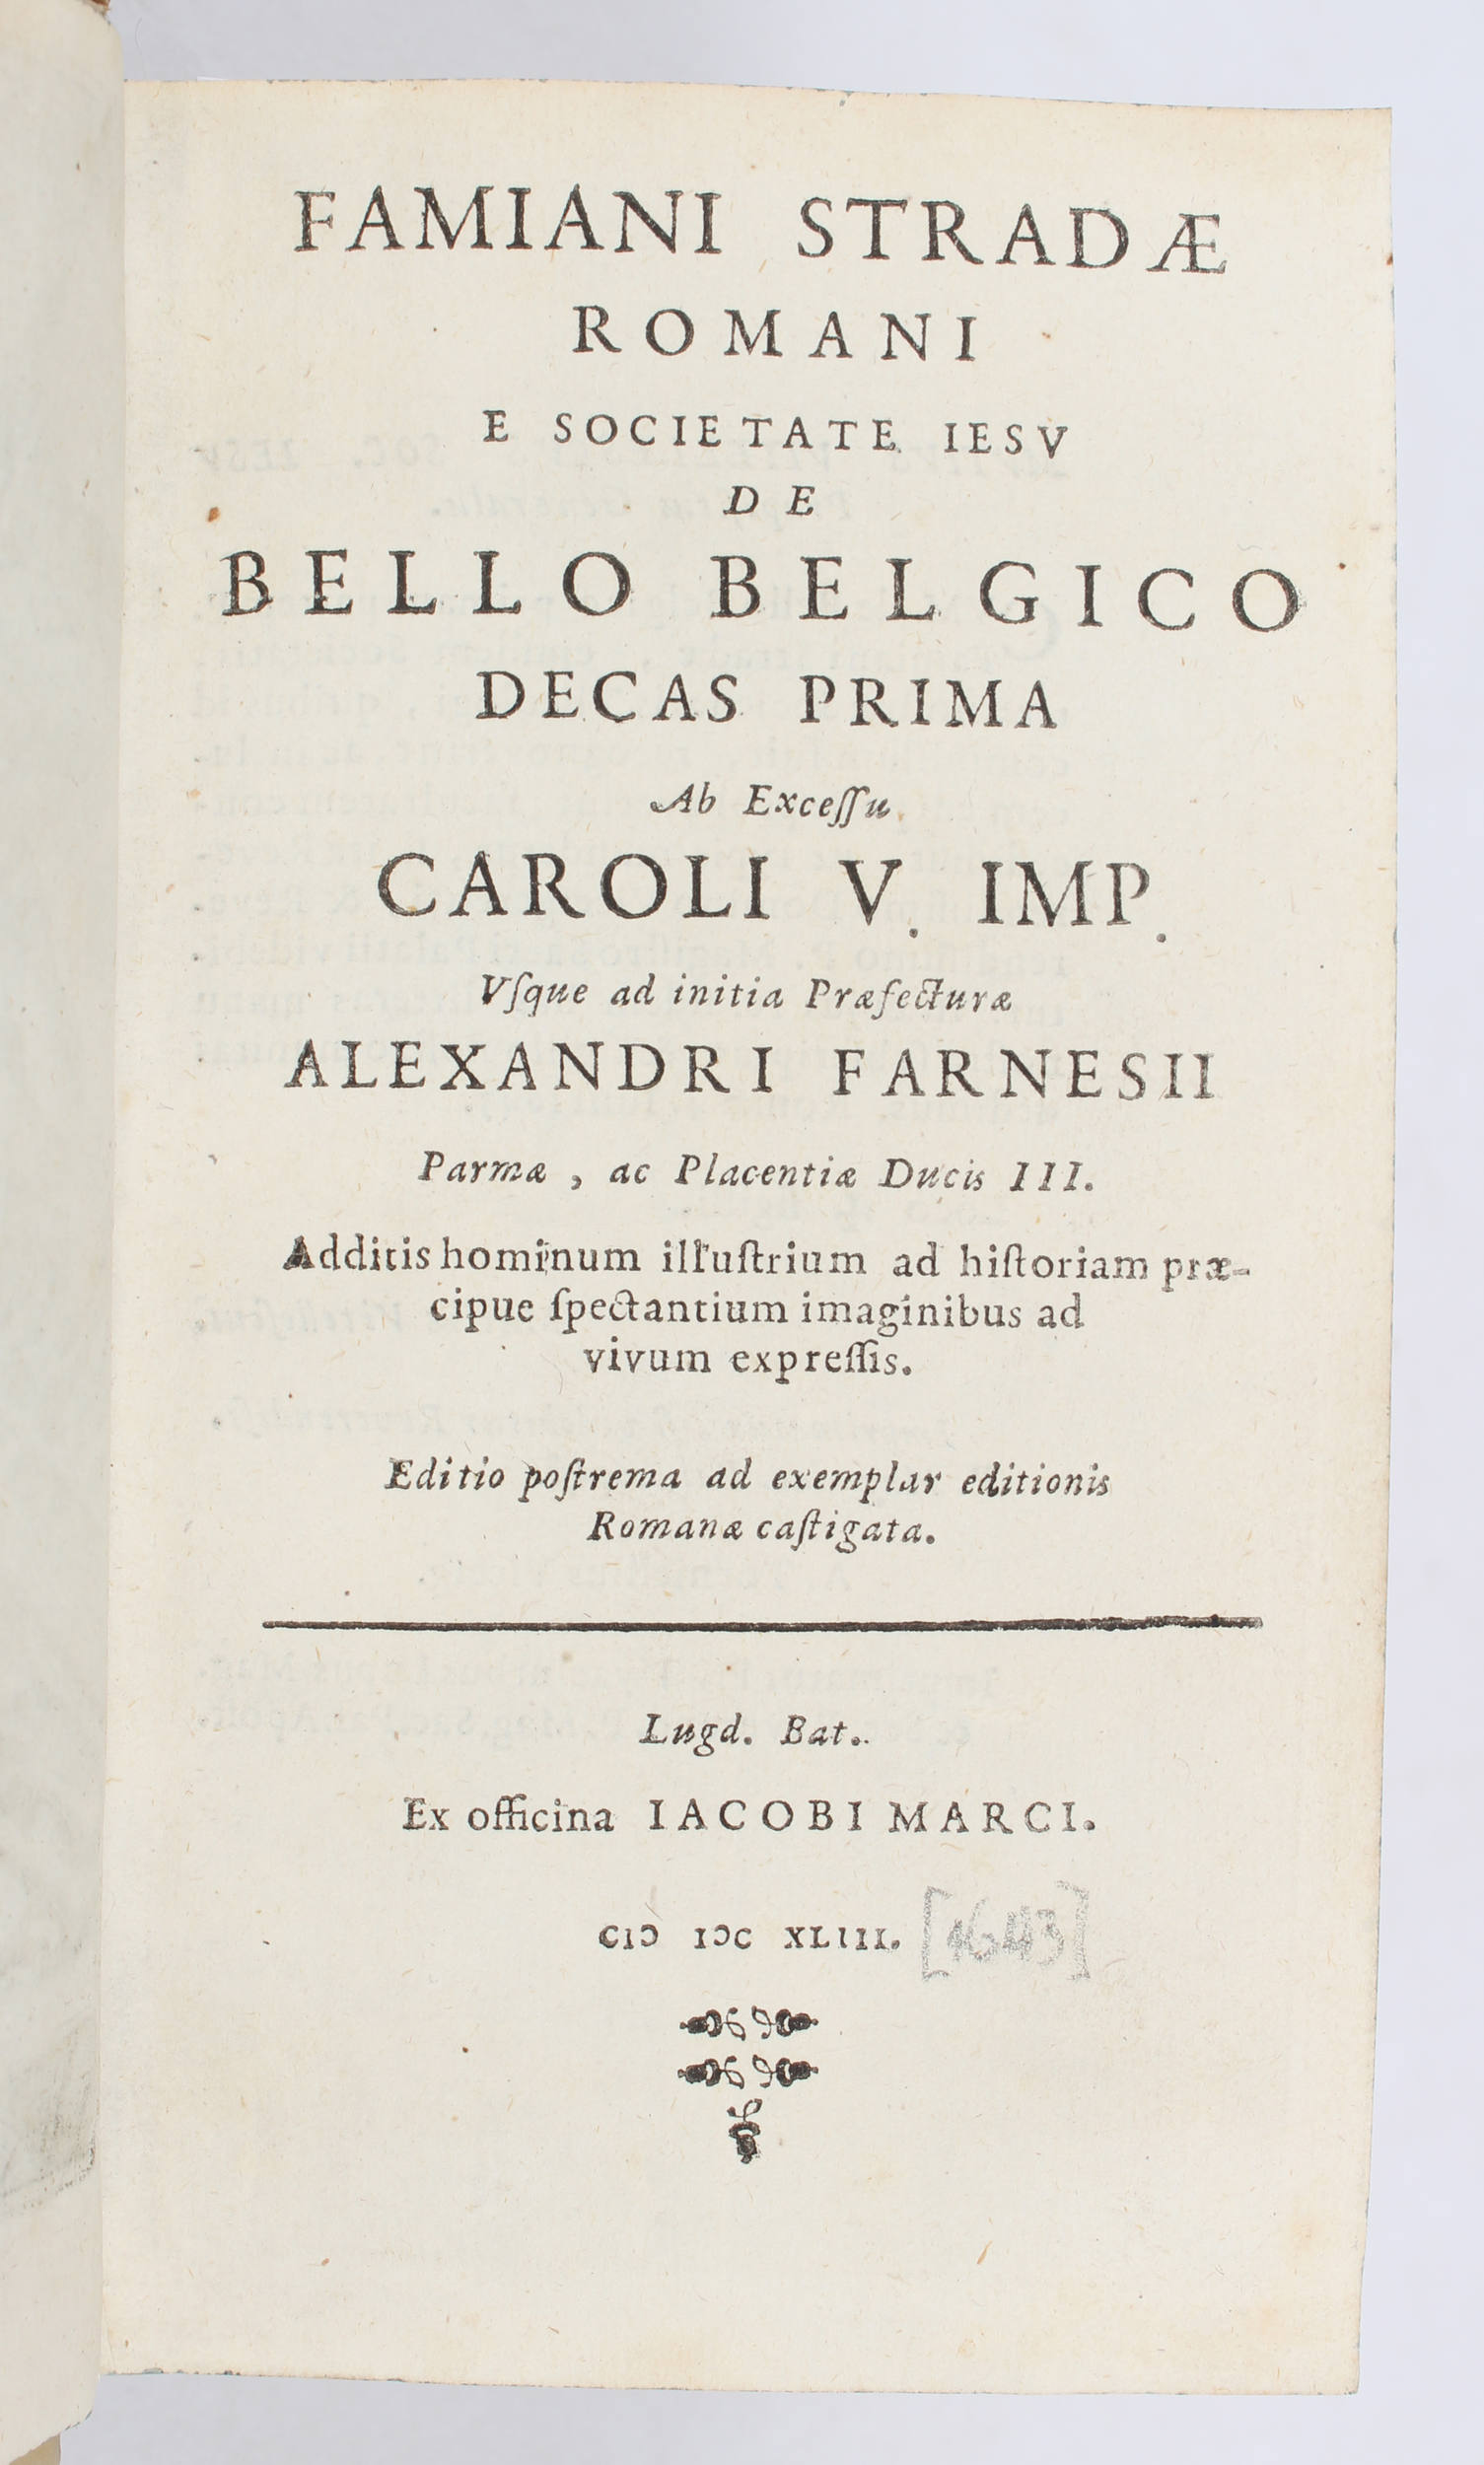 FAMIANI STRADÆ
ROMANI
E SOCIETATE IESV
DE
BELLO BELGICO
DECAS PRIMA
Ab Exceſſu
CAROLI V. IMP.
Vſque ad initia Præfecturæ
ALEXANDRI FARNESII
Parmæ, ac Placentiæ Ducis III.
Additis hominum illuſtrium ad hiſtoriam præ-
cipue ſpectantium imaginibus ad
vivum expreſſis.
Editio poſtrema ad exemplar editionis
Romanæ caſtigata.
Lugd. Bat.
Ex officina IACOBI MARCI.
CIↃ IↃC XLIII. [1643]